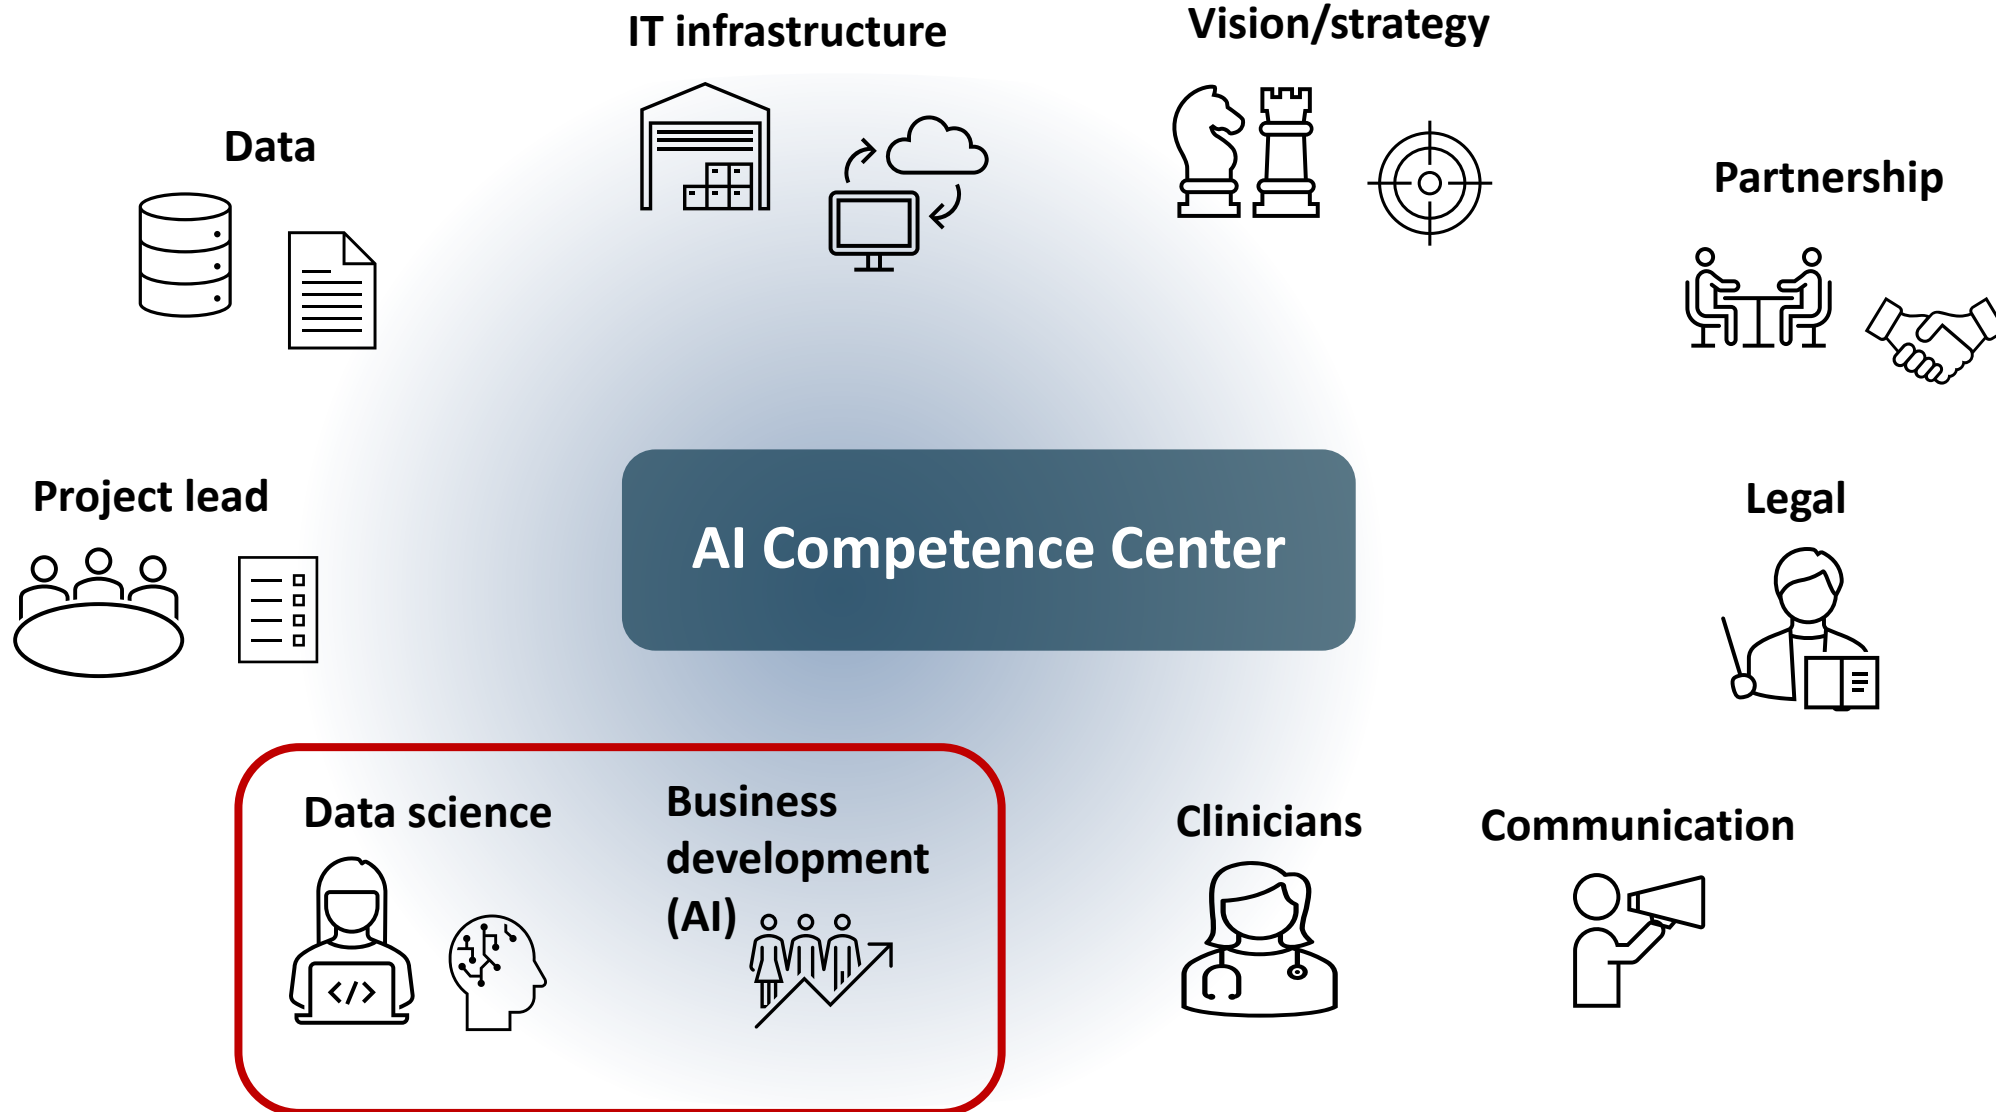 IT infrastructure
Vision/strategy
Data
Partnership
Project lead
AI Competence Center
Legal
Data science
Business
development
(AI)
Clinicians
Communication
</>